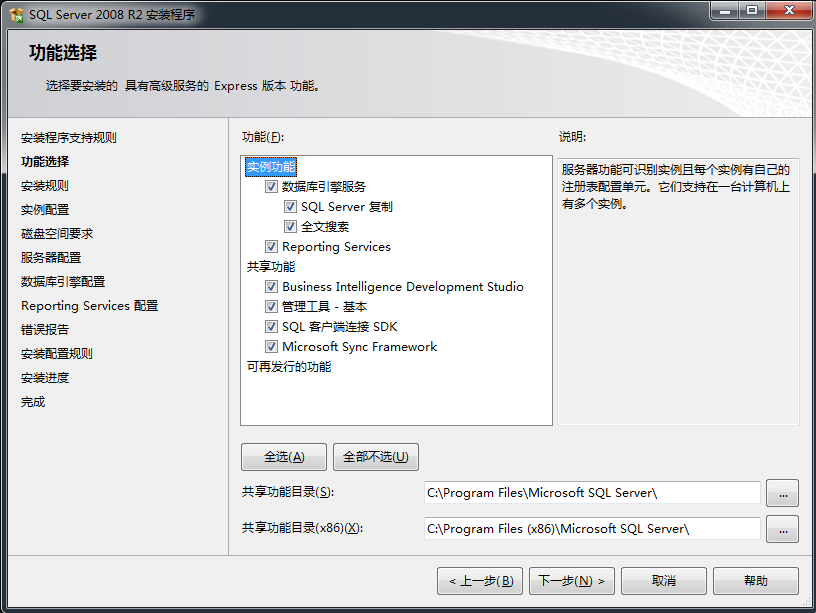 SQL Server 2008 R2 安装程序
功能选择
选择要安装的 具有高级服务的 Express 版本 功能。
安装程序支持规则
功能选择
安装规则
实例配置
磁盘空间要求
服务器配置
数据库引擎配置
Reporting Services 配置
错误报告
安装配置规则
安装进度
完成
功能(F):
实例功能
数据库引擎服务
SQL Server 复制
全文搜索
Reporting Services
共享功能
Business Intelligence Development Studio
管理工具 - 基本
SQL 客户端连接 SDK
Microsoft Sync Framework
可再发行的功能
说明:
服务器功能可识别实例且每个实例有自己的
注册表配置单元。它们支持在一台计算机上
有多个实例。
全选(A)
全部不选(U)
共享功能目录(S):
C:\Program Files\Microsoft SQL Server\
...
共享功能目录(x86)(X):
C:\Program Files (x86)\Microsoft SQL Server\
...
< 上一步(B)
下一步(N) >
取消
帮助